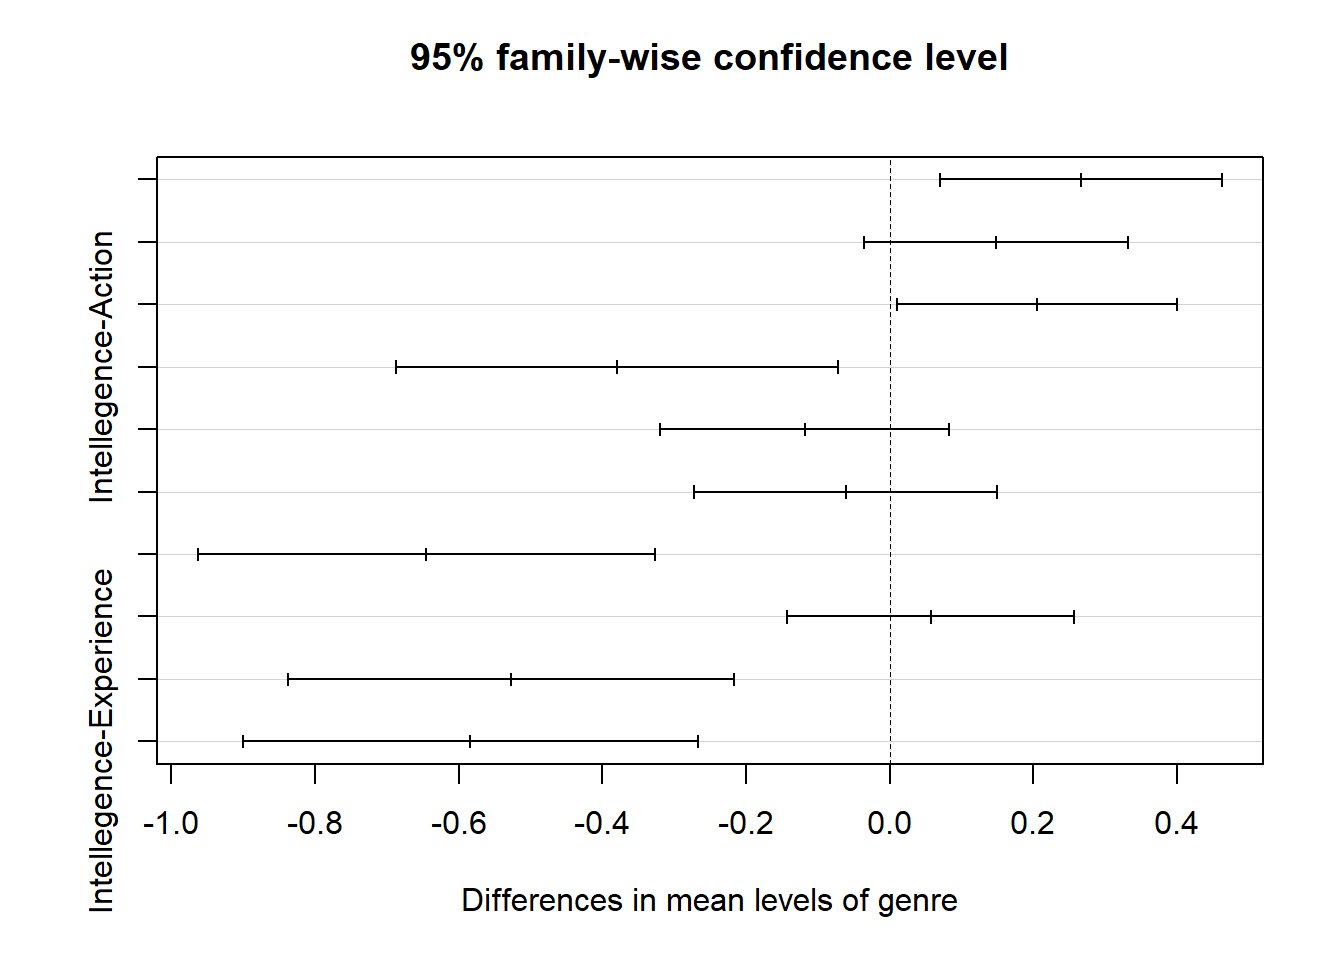 95% family-wise confidence level
Intellegence-Action
Intellegence-Experience
-1.0 -0.8 -0.6 -0.4 -0.2 0.0 0.2 0.4
Differences in mean levels of genre